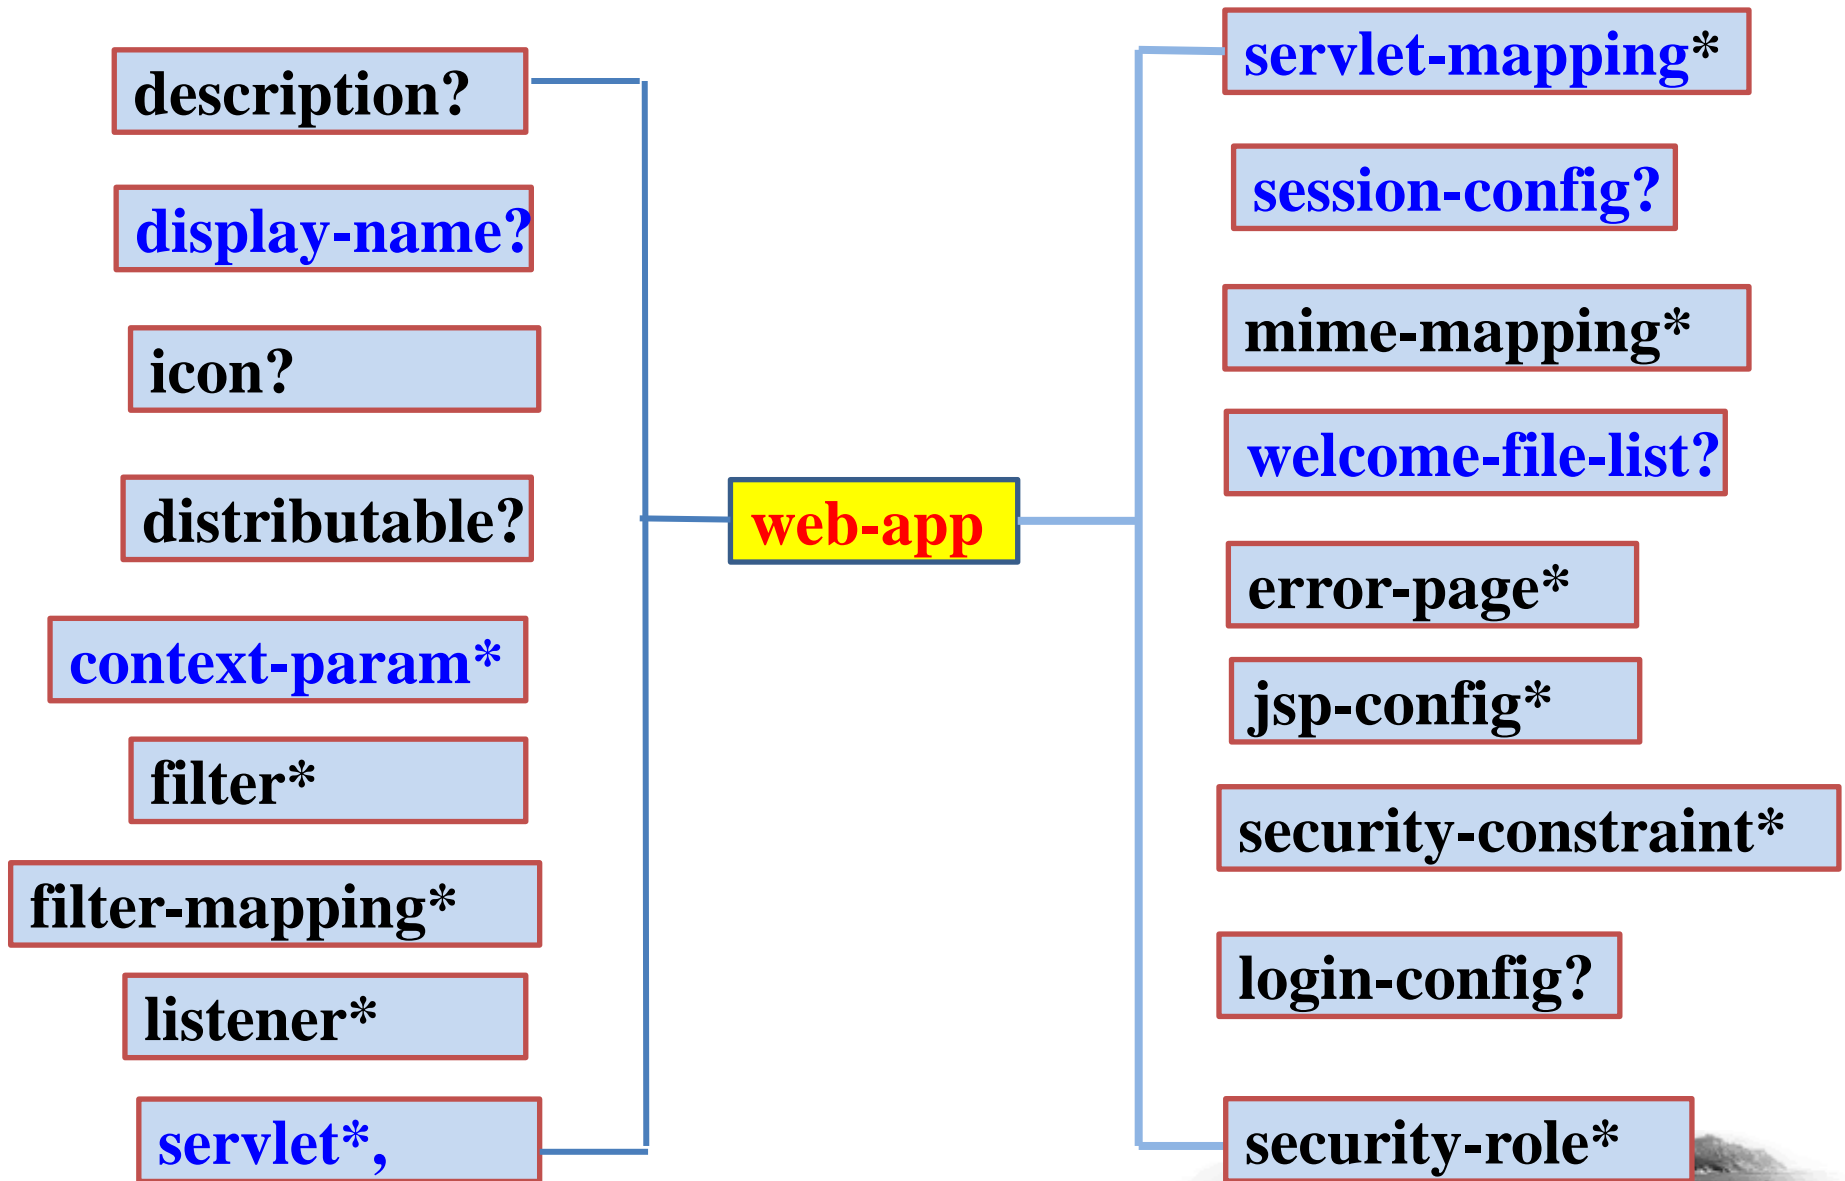 description?
display-name?
icon?
distributable?
context-param*
filter*
filter-mapping*
listener*
servlet*,
web-app
servlet-mapping*
session-config?
mime-mapping*
welcome-file-list?
error-page*
jsp-config*
security-constraint*
login-config?
security-role*